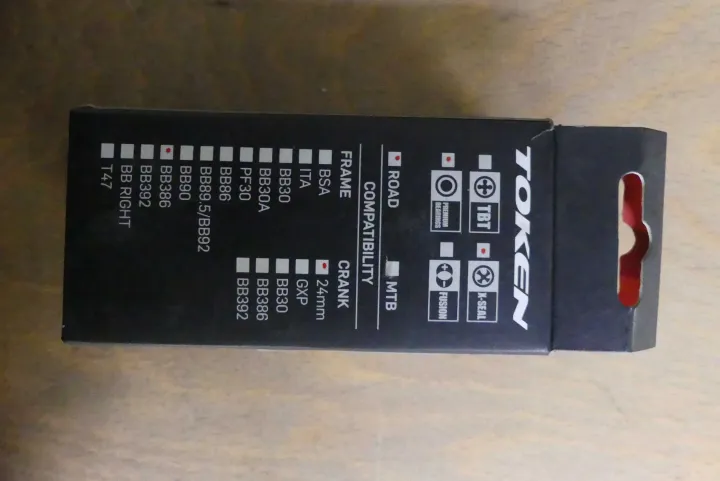 TOKEN
TBT
X-SEAL
PREMIUM BEARINGS
FUSION
ROAD
MTB
COMPATIBILITY
FRAME
CRANK
BSA
24mm
ITA
GXP
BB30
BB30
BB30A
BB386
PF30
BB392
BB86
BB89.5/BB92
BB90
BB386
BB392
BB RIGHT
T47